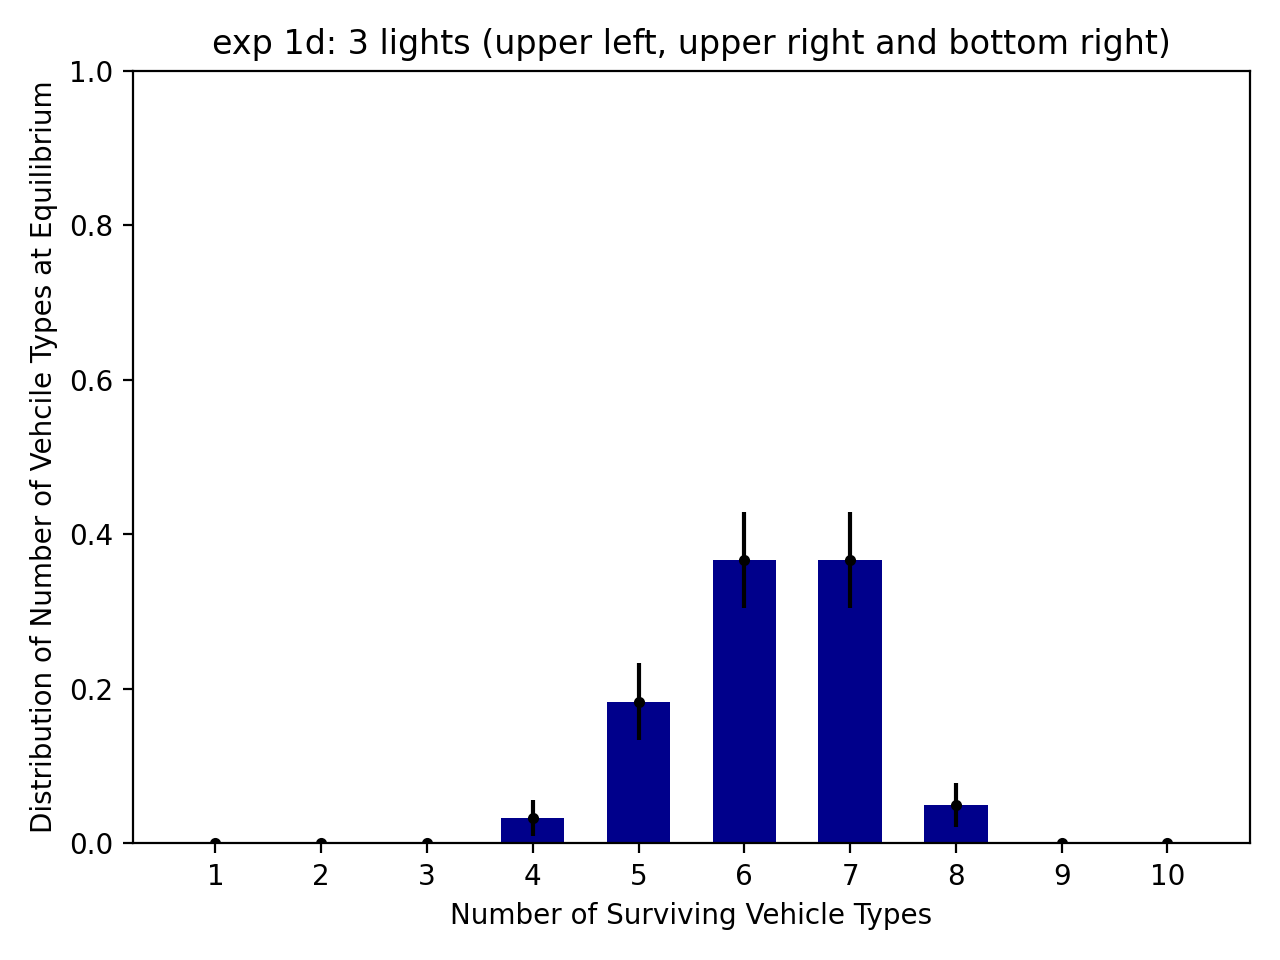 exp 1d: 3 lights (upper left, upper right and bottom right)
Distribution of Number of Vehcile Types at Equilibrium
1.0
0.8
0.6
0.4
0.2
0.0
1 2 3 4 5 6 7 8 9 10
Number of Surviving Vehicle Types